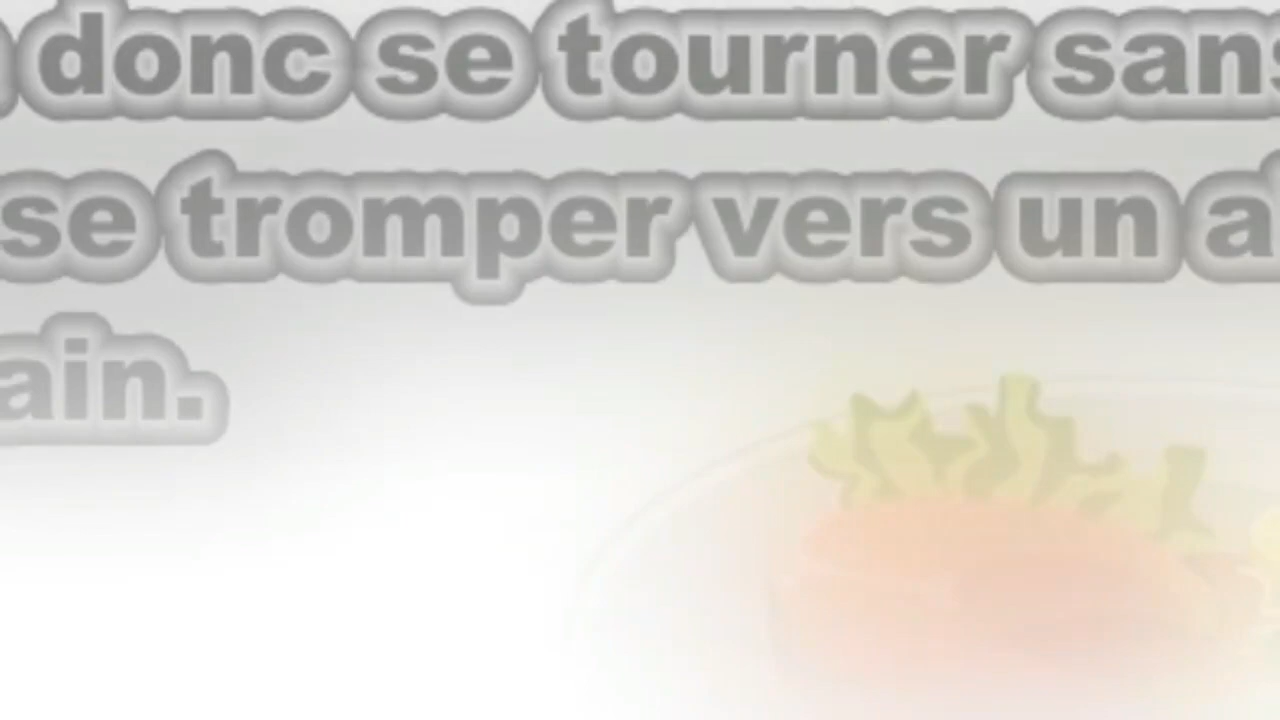 donc se tourner sans
se tromper vers un
ain.